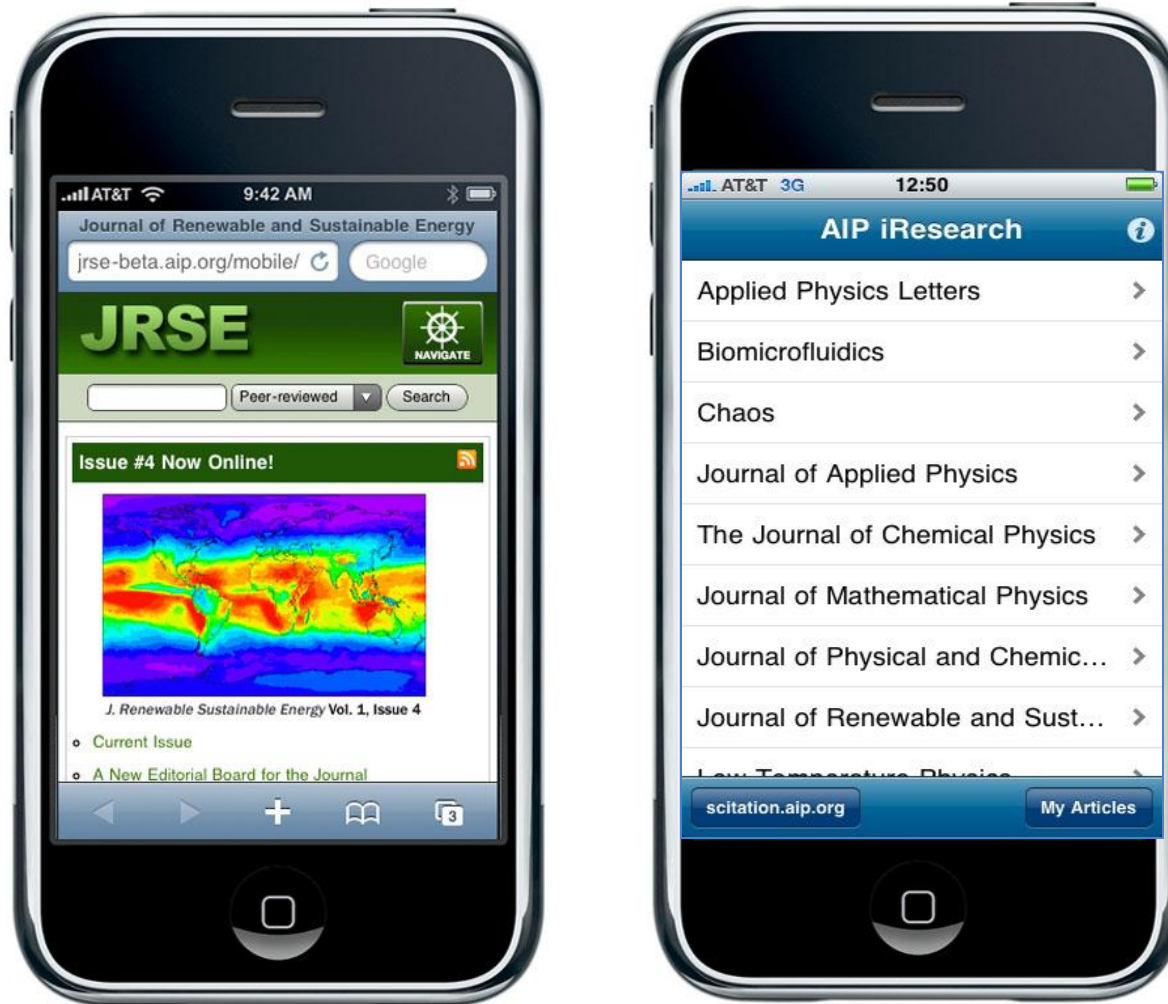 AT&T 9:42 AM
Journal of Renewable and Sustainable Energy
jrse-beta.aip.org/mobile/ Google
JRSE
NAVIGATE
Peer-reviewed Search
Issue #4 Now Online!
J. Renewable Sustainable Energy Vol. 1, Issue 4
Current Issue
A New Editorial Board for the Journal
3
AT&T 3G 12:50
AIP iResearch
Applied Physics Letters
Biomicrofluidics
Chaos
Journal of Applied Physics
The Journal of Chemical Physics
Journal of Mathematical Physics
Journal of Physical and Chemic...
Journal of Renewable and Sust...
Low Temperature Physics
scitation.aip.org My Articles